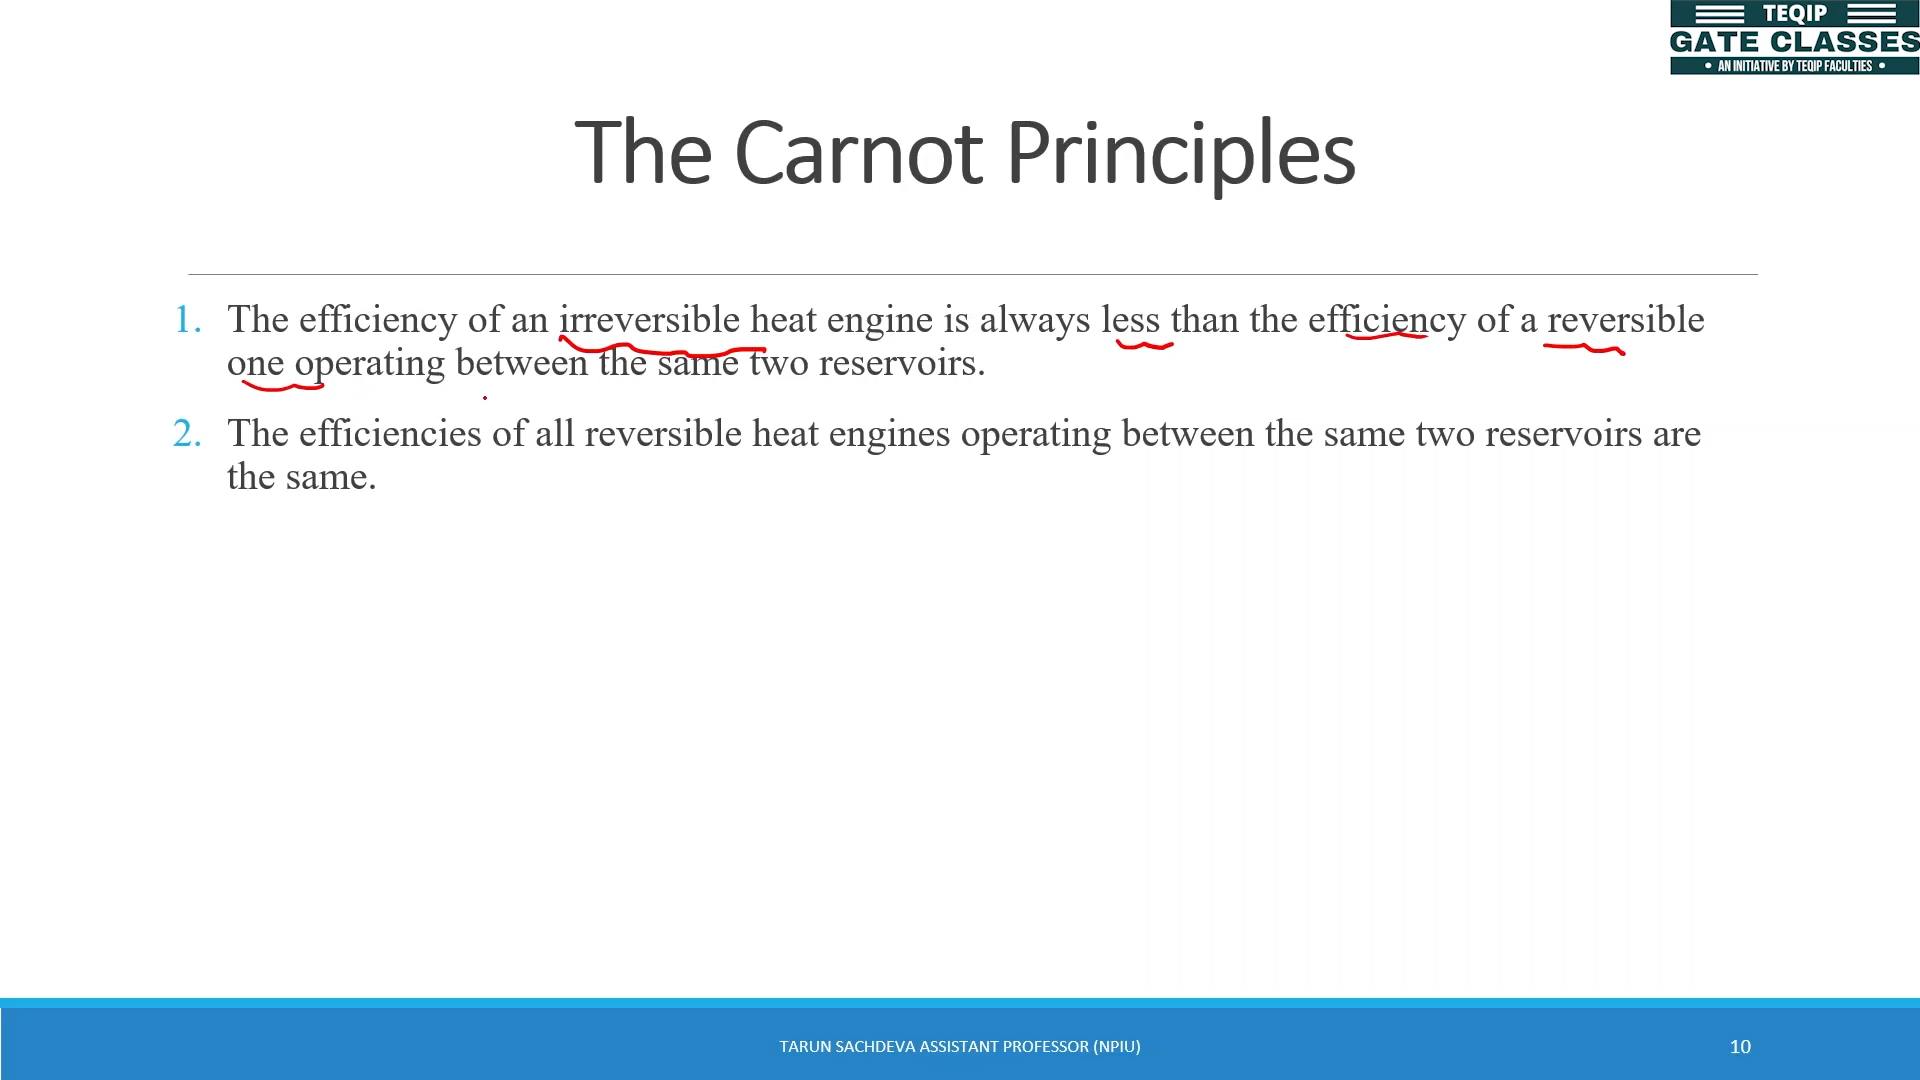 TEQIP
GATE CLASSES
• AN INITIATIVE BY TEQIP FACULTIES •
The Carnot Principles
1. The efficiency of an irreversible heat engine is always less than the efficiency of a reversible
one operating between the same two reservoirs.
2. The efficiencies of all reversible heat engines operating between the same two reservoirs are
the same.
TARUN SACHDEVA ASSISTANT PROFESSOR (NPIU)
10